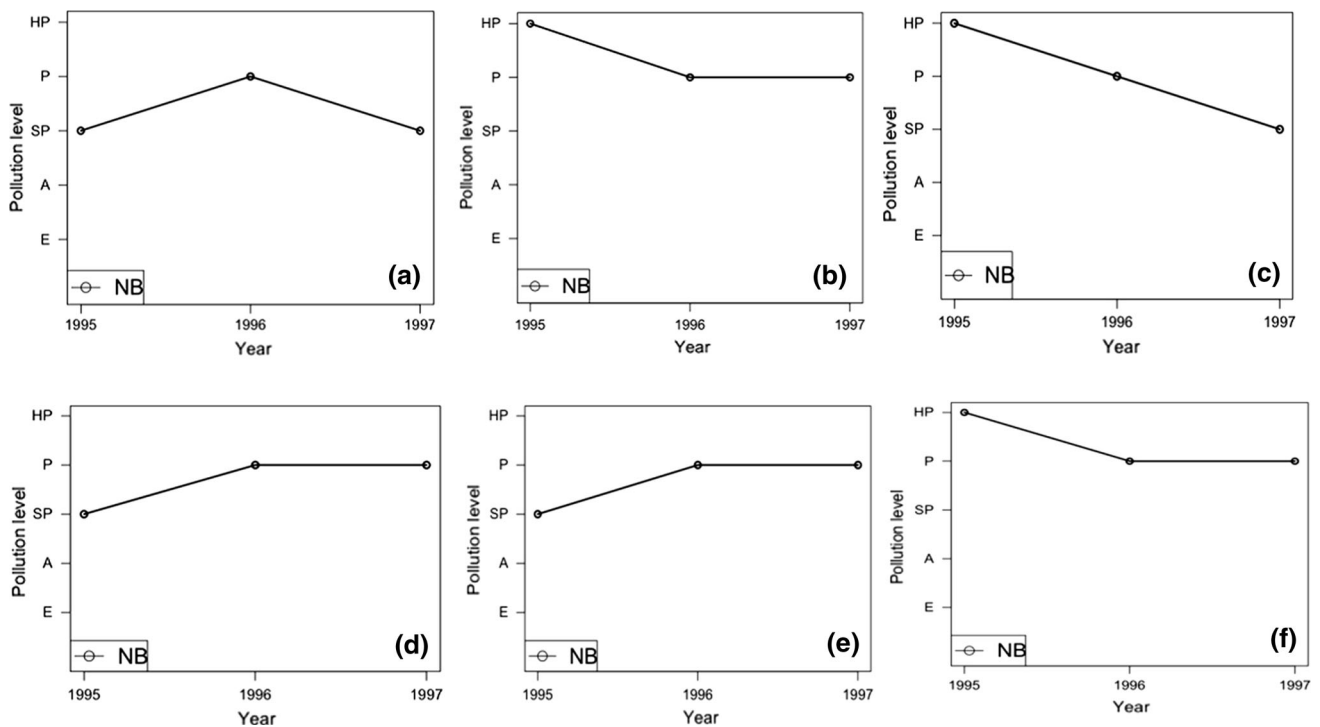 HP
P
SP
A
E
Pollution level
NB
(a)
1995 1996 1997
Year
HP
P
SP
A
E
Pollution level
NB
(b)
1995 1996 1997
Year
HP
P
SP
A
E
Pollution level
NB
(c)
1995 1996 1997
Year
HP
P
SP
A
E
Pollution level
NB
(d)
1995 1996 1997
Year
HP
P
SP
A
E
Pollution level
NB
(e)
1995 1996 1997
Year
HP
P
SP
A
E
Pollution level
NB
(f)
1995 1996 1997
Year